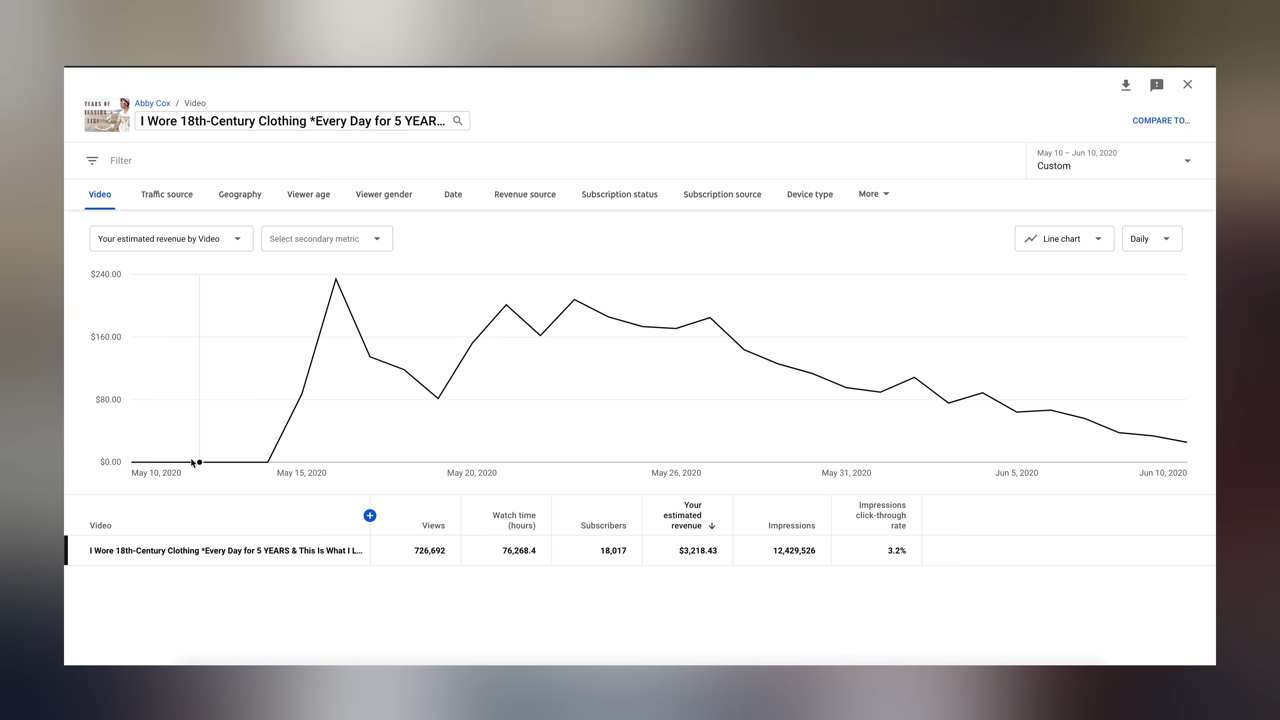 Abby Cox / Video
I Wore 18th-Century Clothing *Every Day for 5 YEAR...
COMPARE TO...
Filter
May 10 – Jun 10, 2020
Custom
Video Traffic source Geography Viewer age Viewer gender Date Revenue source Subscription status Subscription source Device type More
Your estimated revenue by Video
Select secondary metric
Line chart
Daily
$240.00
$160.00
$80.00
$0.00
May 10, 2020 May 15, 2020 May 20, 2020 May 26, 2020 May 31, 2020 Jun 5, 2020 Jun 10, 2020
Video
Views
Watch time
(hours)
Subscribers
Your
estimated
revenue
Impressions
Impressions
click-through
rate
I Wore 18th-Century Clothing *Every Day for 5 YEARS & This Is What I L... 726,692 76,268.4 18,017 $3,218.43 12,429,526 3.2%